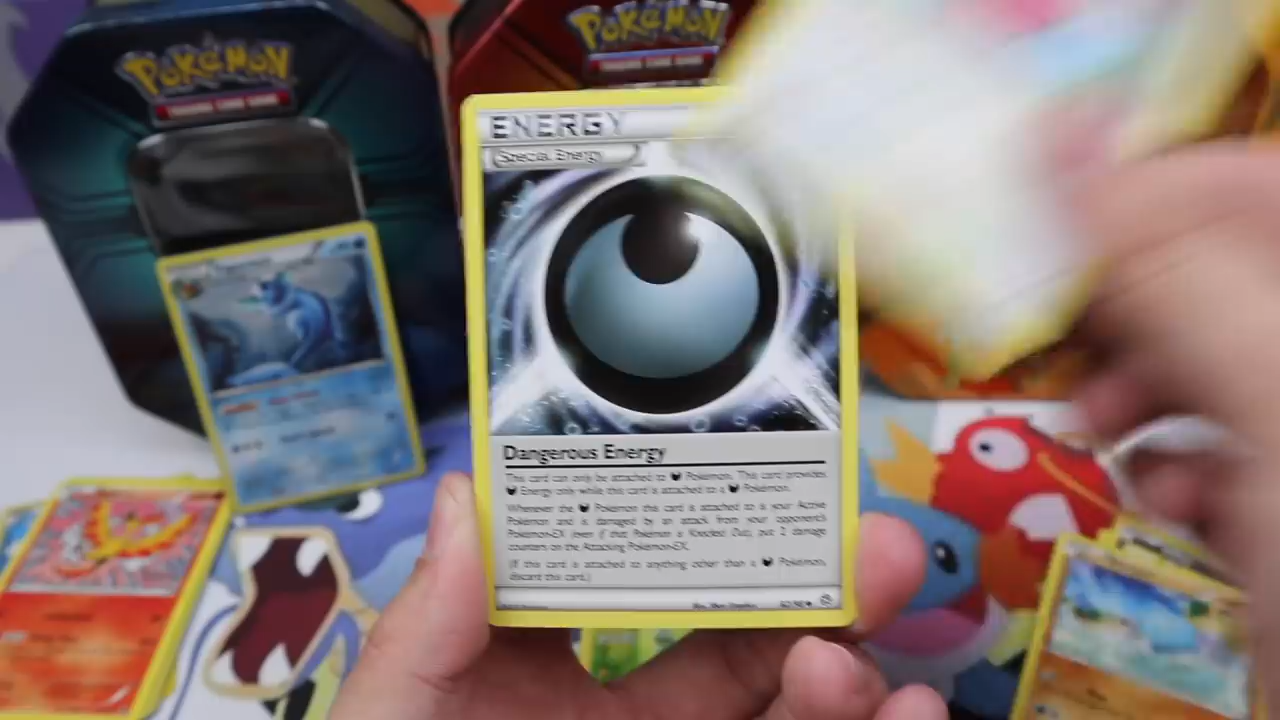 POKéMON
POKéMON
TRADING CARD GAME
ENERGY
Special Energy
Dangerous Energy
This card can only be attached to Pokémon. This card provides
Energy only while this card is attached to a Pokémon.
Whenever the Pokémon this card is attached to is your Active
Pokémon and is damaged by an attack from your opponent's
Pokémon-EX (even if that Pokémon is Knocked Out), put 2 damage
counters on the Attacking Pokémon-EX.
(If this card is attached to anything other than a Pokémon,
discard this card.)